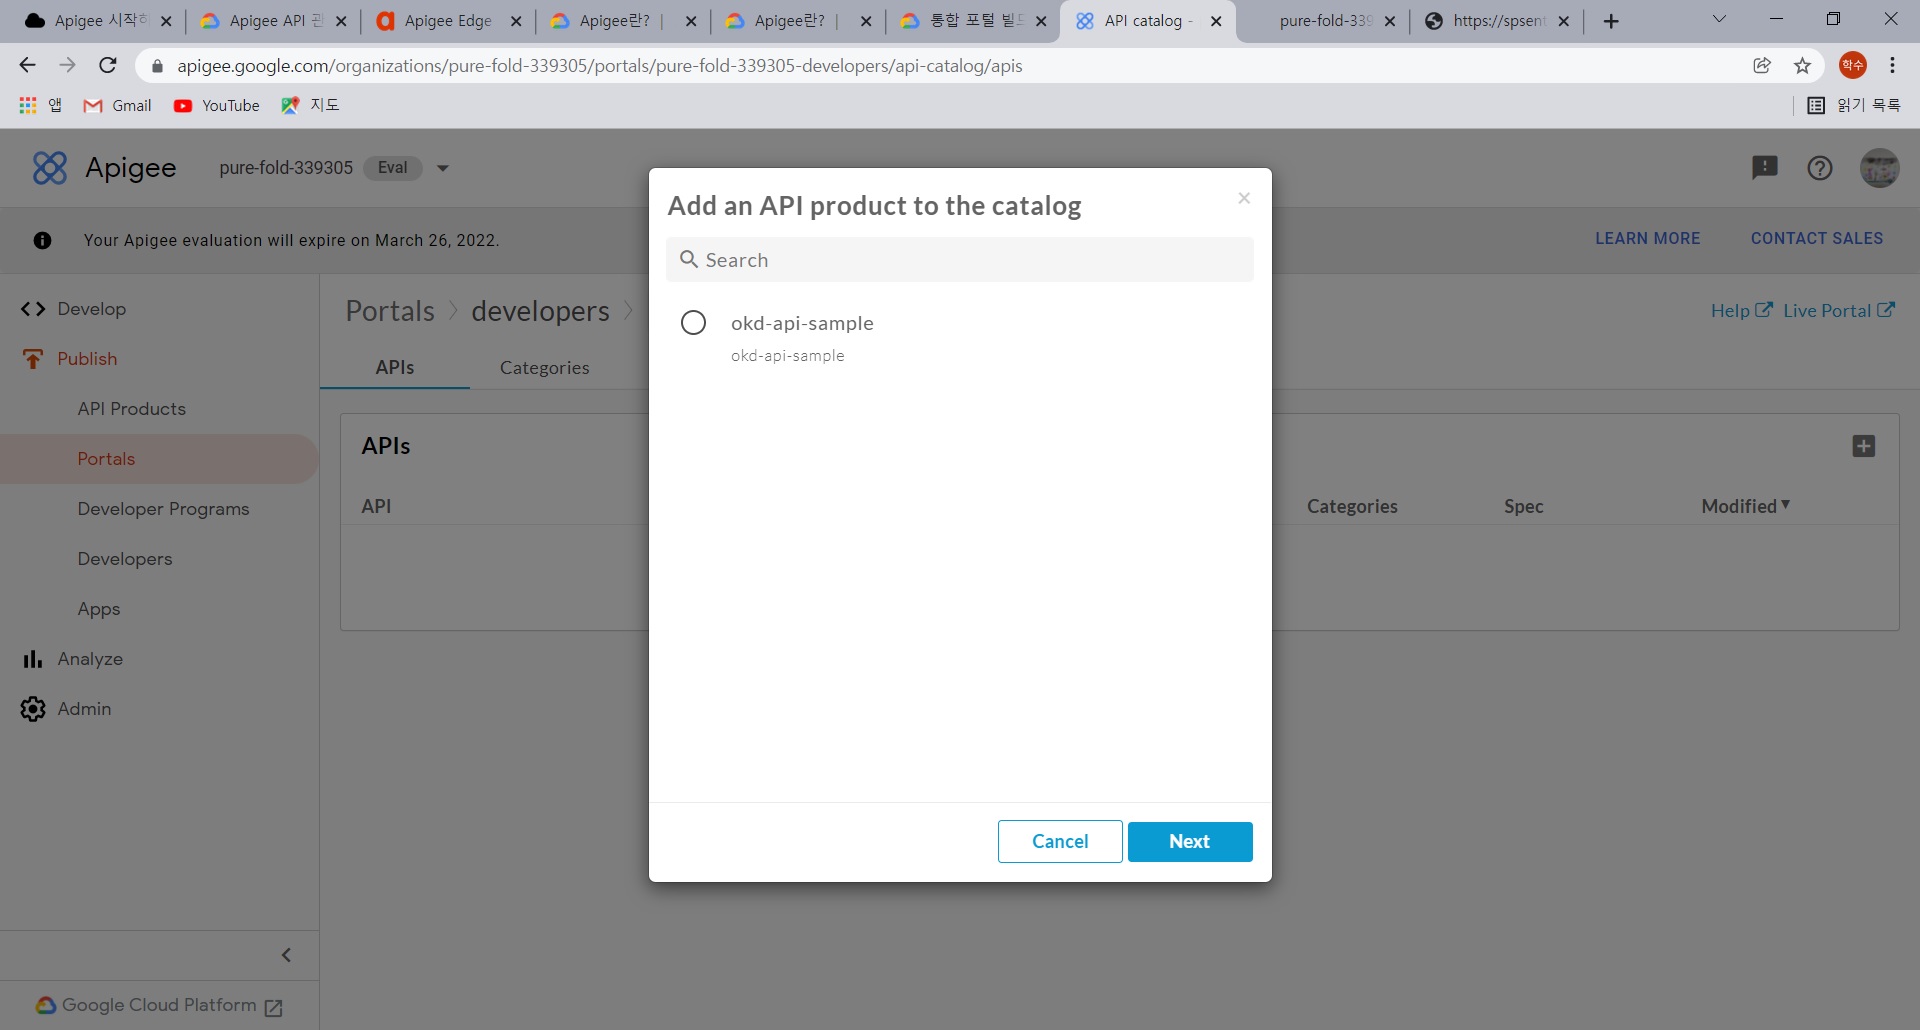 Apigee 시작하
Apigee API 관
Apigee Edge
Apigee란? |
Apigee란? |
통합 포털 빌드
API catalog -
pure-fold-339
https://spsent
apigee.google.com/organizations/pure-fold-339305/portals/pure-fold-339305-developers/api-catalog/apis
학수
앱
Gmail
YouTube
지도
읽기 목록
Apigee
pure-fold-339305
Eval
Your Apigee evaluation will expire on March 26, 2022.
LEARN MORE
CONTACT SALES
Develop
Publish
API Products
Portals
Developer Programs
Developers
Apps
Analyze
Admin
Google Cloud Platform
Portals
developers
Help
Live Portal
APIs
Categories
APIs
API
Categories
Spec
Modified
Add an API product to the catalog
Search
okd-api-sample
okd-api-sample
Cancel
Next